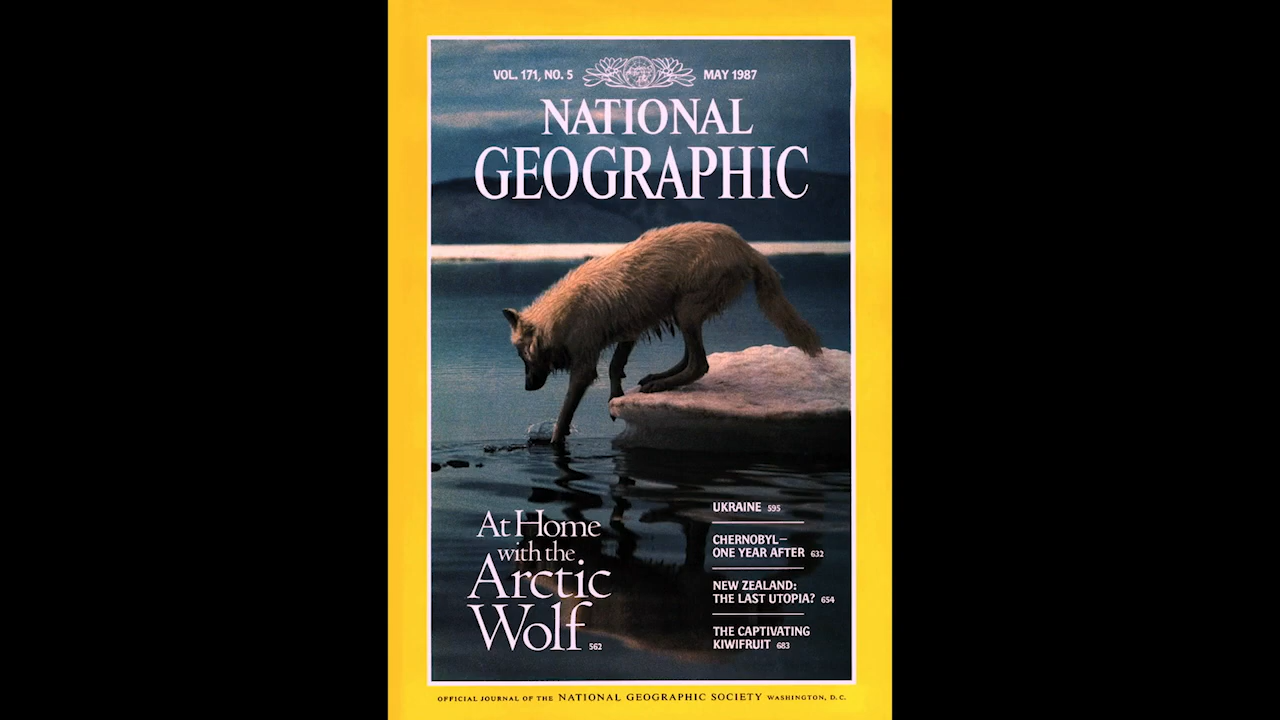 VOL. 171, NO. 5 MAY 1987
NATIONAL
GEOGRAPHIC
At Home
with the
Arctic
Wolf 562
UKRAINE 595
CHERNOBYL—
ONE YEAR AFTER 632
NEW ZEALAND:
THE LAST UTOPIA? 654
THE CAPTIVATING
KIWIFRUIT 683
OFFICIAL JOURNAL OF THE NATIONAL GEOGRAPHIC SOCIETY WASHINGTON, D.C.